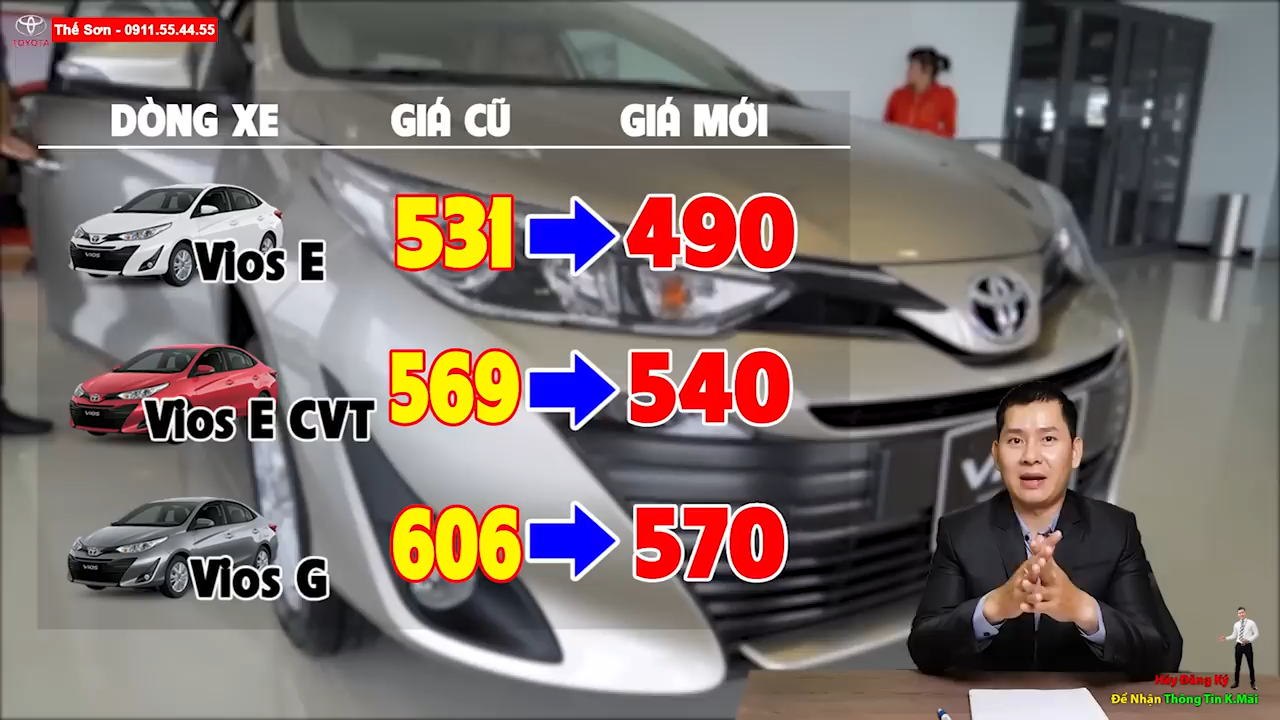 TOYOTA
Thế Sơn - 0911.55.44.55
DÒNG XE GIÁ CŨ GIÁ MỚI
Vios E 531 490
Vios E CVT 569 540
Vios G 606 570
Hãy Đăng Ký
Để Nhận Thông Tin K.Mãi